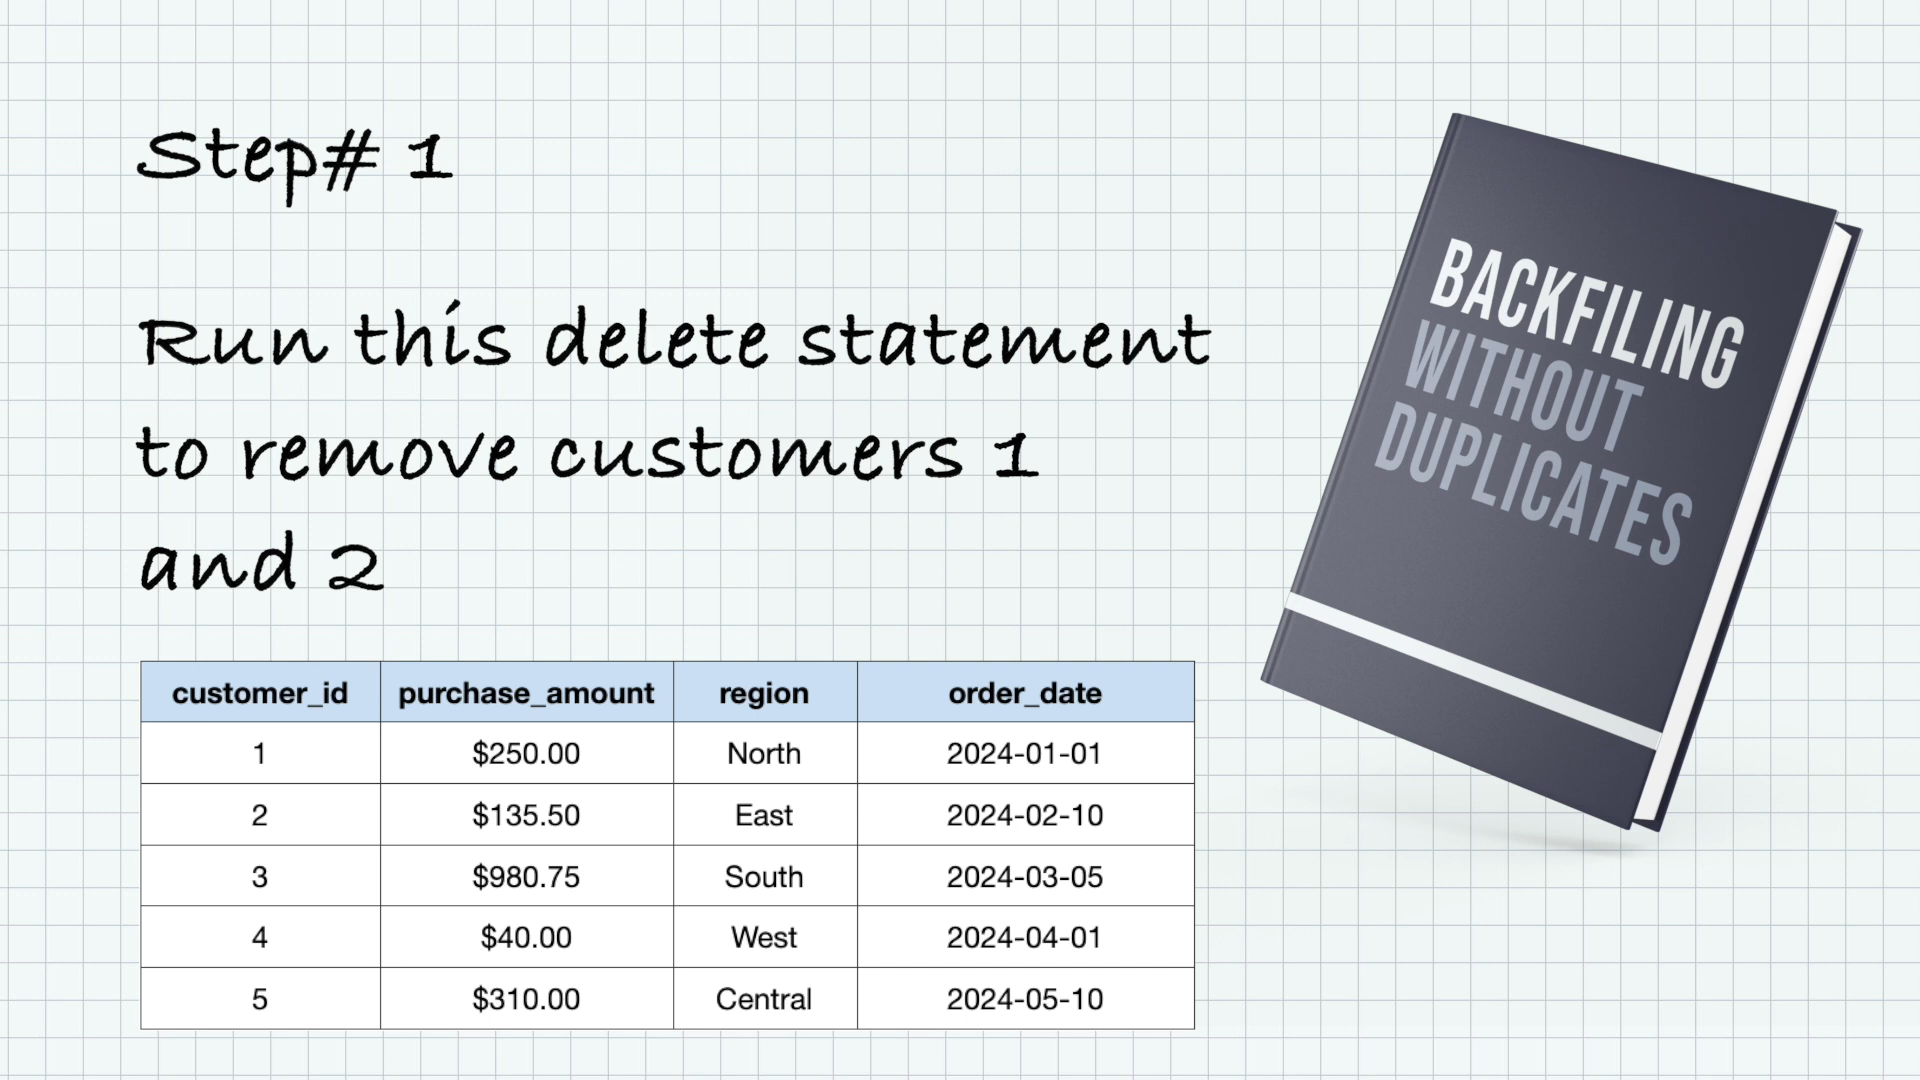 Step# 1
Run this delete statement
to remove customers 1
and 2
BACKFILING
WITHOUT
DUPLICATES
customer_id purchase_amount region order_date
1 $250.00 North 2024-01-01
2 $135.50 East 2024-02-10
3 $980.75 South 2024-03-05
4 $40.00 West 2024-04-01
5 $310.00 Central 2024-05-10